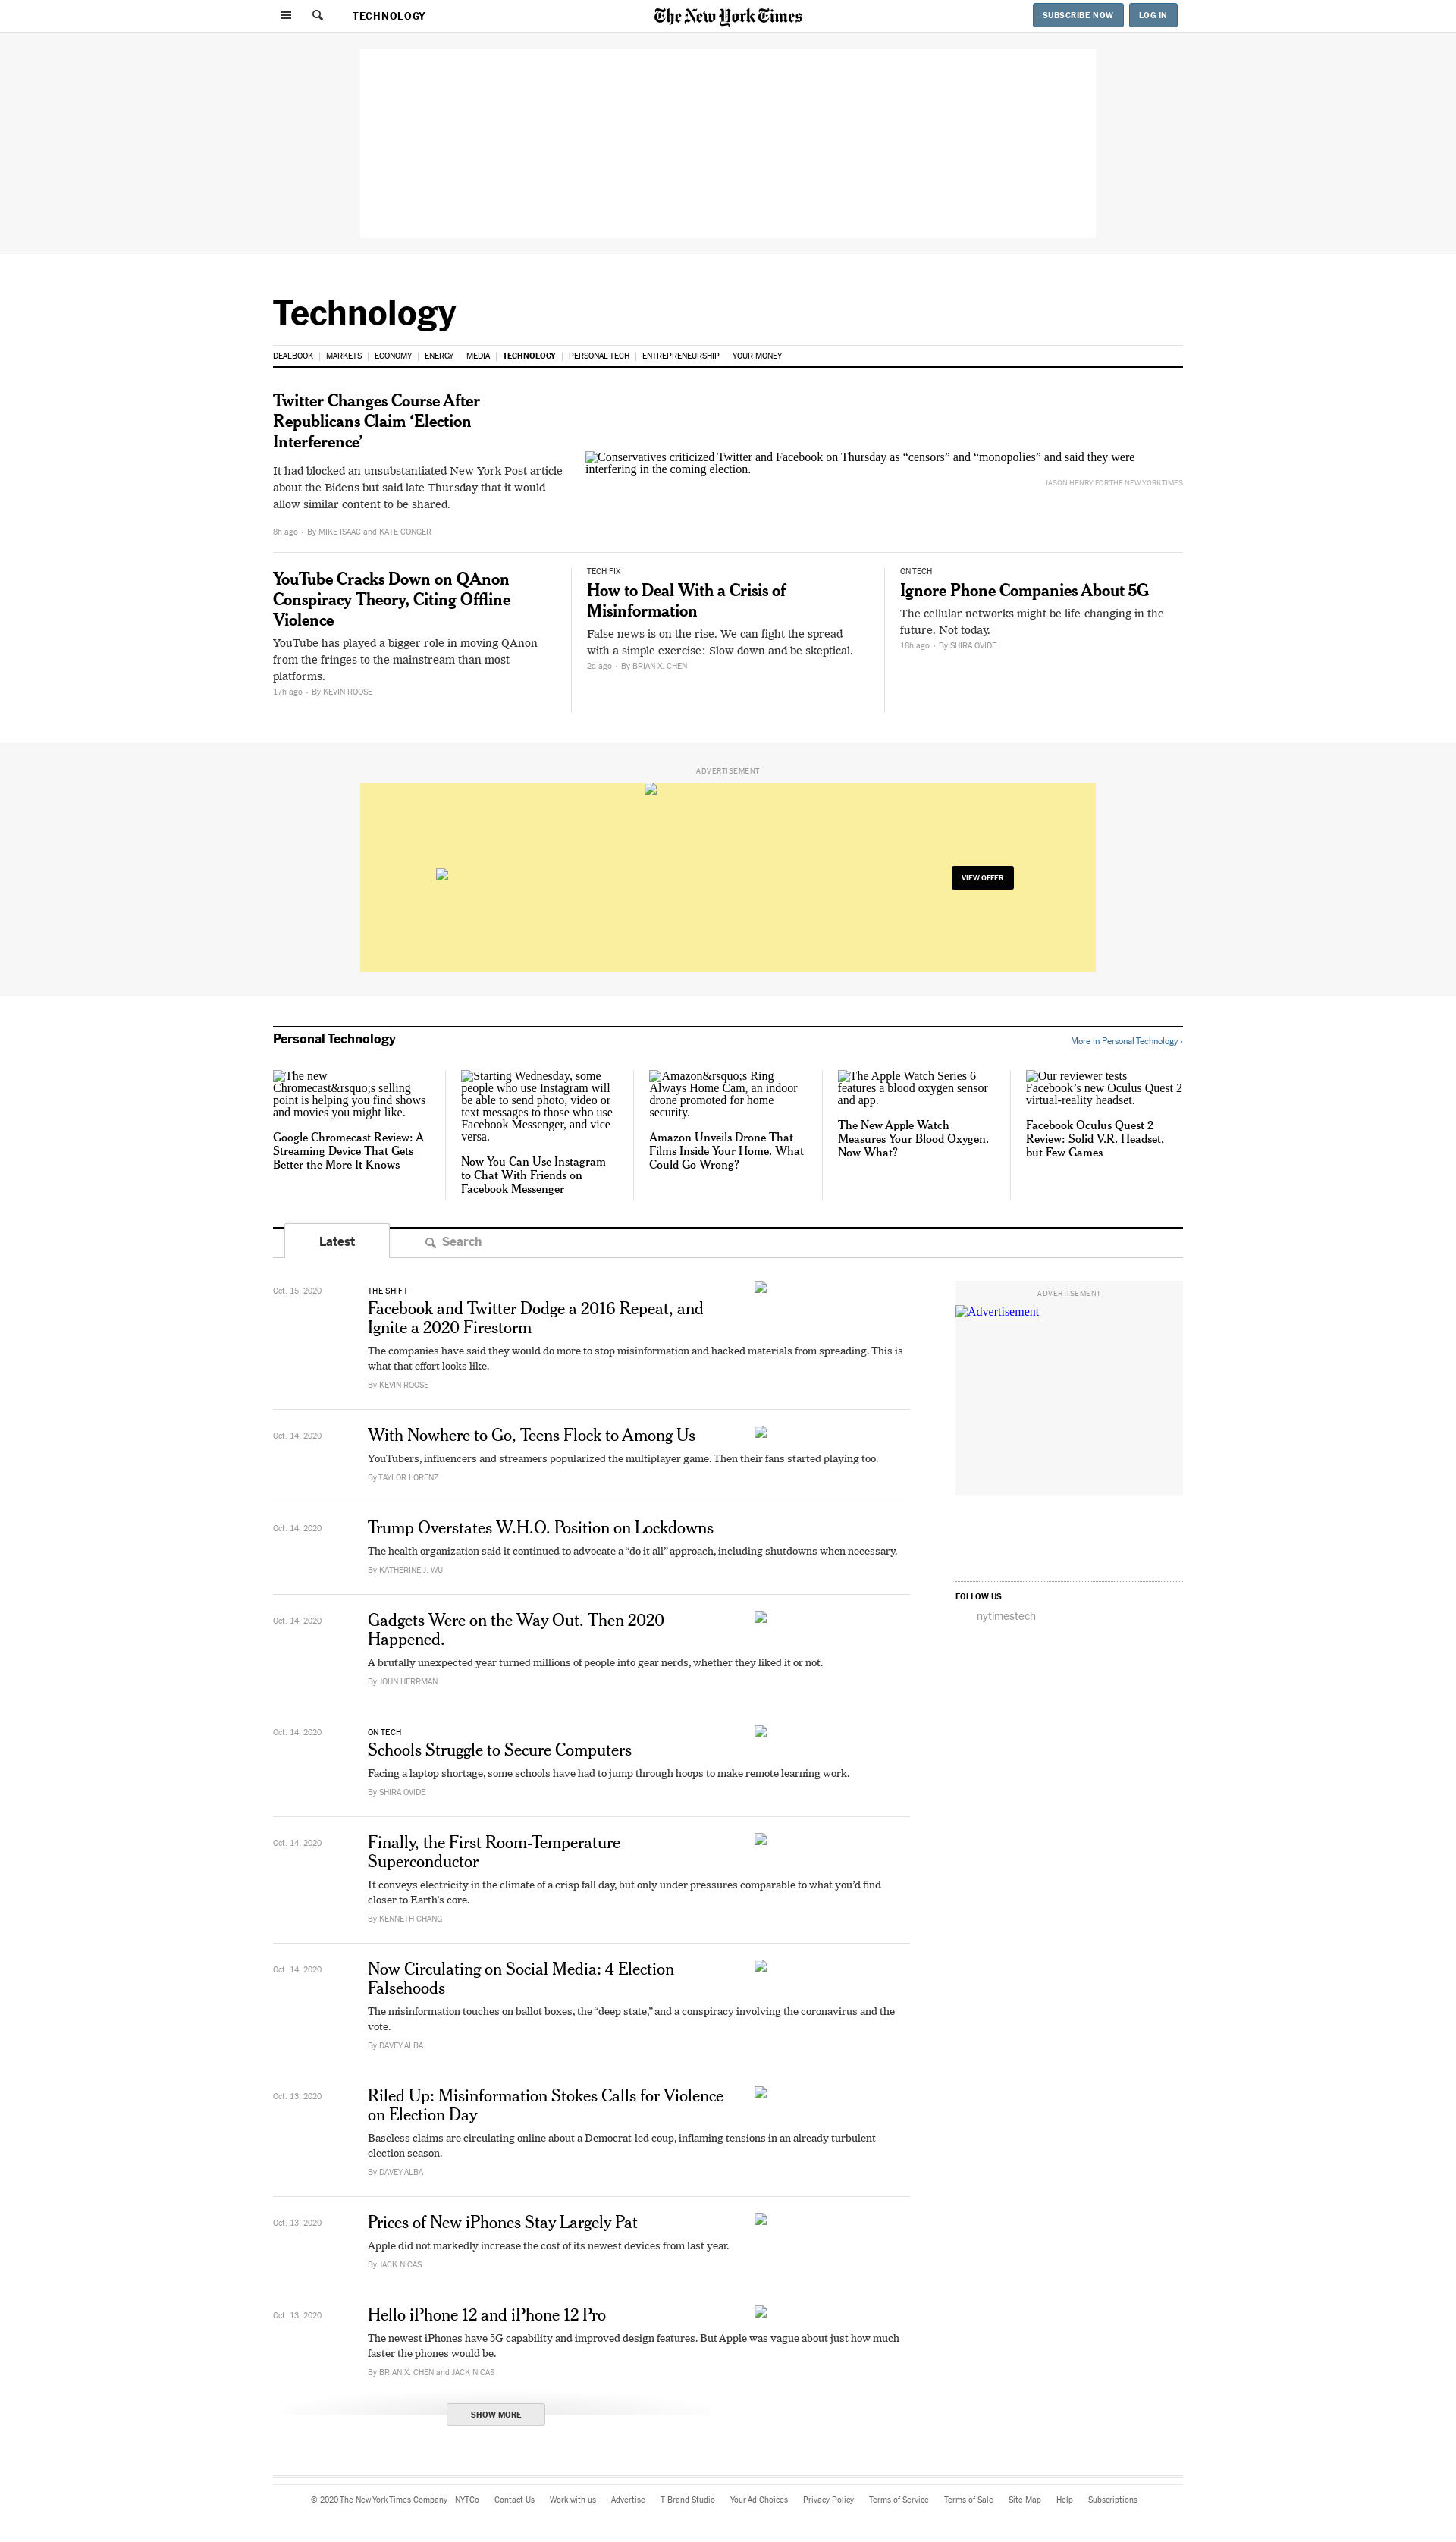 TECHNOLOGY
The New York Times
SUBSCRIBE NOW
LOG IN
Technology
DEALBOOK
MARKETS
ECONOMY
ENERGY
MEDIA
TECHNOLOGY
PERSONAL TECH
ENTREPRENEURSHIP
YOUR MONEY
Twitter Changes Course After
Republicans Claim ‘Election
Interference’
It had blocked an unsubstantiated New York Post article
about the Bidens but said late Thursday that it would
allow similar content to be shared.
8h ago • By MIKE ISAAC and KATE CONGER
Conservatives criticized Twitter and Facebook on Thursday as “censors” and “monopolies” and said they were
interfering in the coming election.
JASON HENRY FOR THE NEW YORK TIMES
YouTube Cracks Down on QAnon
Conspiracy Theory, Citing Offline
Violence
YouTube has played a bigger role in moving QAnon
from the fringes to the mainstream than most
platforms.
17h ago • By KEVIN ROOSE
TECH FIX
How to Deal With a Crisis of
Misinformation
False news is on the rise. We can fight the spread
with a simple exercise: Slow down and be skeptical.
2d ago • By BRIAN X. CHEN
ON TECH
Ignore Phone Companies About 5G
The cellular networks might be life-changing in the
future. Not today.
18h ago • By SHIRA OVIDE
ADVERTISEMENT
VIEW OFFER
Personal Technology
More in Personal Technology ›
The new
Chromecast&rsquo;s selling
point is helping you find shows
and movies you might like.
Google Chromecast Review: A
Streaming Device That Gets
Better the More It Knows
Starting Wednesday, some
people who use Instagram will
be able to send photo, video or
text messages to those who use
Facebook Messenger, and vice
versa.
Now You Can Use Instagram
to Chat With Friends on
Facebook Messenger
Amazon&rsquo;s Ring
Always Home Cam, an indoor
drone promoted for home
security.
Amazon Unveils Drone That
Films Inside Your Home. What
Could Go Wrong?
The Apple Watch Series 6
features a blood oxygen sensor
and app.
The New Apple Watch
Measures Your Blood Oxygen.
Now What?
Our reviewer tests
Facebook’s new Oculus Quest 2
virtual-reality headset.
Facebook Oculus Quest 2
Review: Solid V.R. Headset,
but Few Games
Latest
Search
Oct. 15, 2020
THE SHIFT
Facebook and Twitter Dodge a 2016 Repeat, and
Ignite a 2020 Firestorm
The companies have said they would do more to stop misinformation and hacked materials from spreading. This is
what that effort looks like.
By KEVIN ROOSE
ADVERTISEMENT
Advertisement
Oct. 14, 2020
With Nowhere to Go, Teens Flock to Among Us
YouTubers, influencers and streamers popularized the multiplayer game. Then their fans started playing too.
By TAYLOR LORENZ
Oct. 14, 2020
Trump Overstates W.H.O. Position on Lockdowns
The health organization said it continued to advocate a “do it all” approach, including shutdowns when necessary.
By KATHERINE J. WU
FOLLOW US
nytimestech
Oct. 14, 2020
Gadgets Were on the Way Out. Then 2020
Happened.
A brutally unexpected year turned millions of people into gear nerds, whether they liked it or not.
By JOHN HERRMAN
Oct. 14, 2020
ON TECH
Schools Struggle to Secure Computers
Facing a laptop shortage, some schools have had to jump through hoops to make remote learning work.
By SHIRA OVIDE
Oct. 14, 2020
Finally, the First Room-Temperature
Superconductor
It conveys electricity in the climate of a crisp fall day, but only under pressures comparable to what you’d find
closer to Earth’s core.
By KENNETH CHANG
Oct. 14, 2020
Now Circulating on Social Media: 4 Election
Falsehoods
The misinformation touches on ballot boxes, the “deep state,” and a conspiracy involving the coronavirus and the
vote.
By DAVEY ALBA
Oct. 13, 2020
Riled Up: Misinformation Stokes Calls for Violence
on Election Day
Baseless claims are circulating online about a Democrat-led coup, inflaming tensions in an already turbulent
election season.
By DAVEY ALBA
Oct. 13, 2020
Prices of New iPhones Stay Largely Pat
Apple did not markedly increase the cost of its newest devices from last year.
By JACK NICAS
Oct. 13, 2020
Hello iPhone 12 and iPhone 12 Pro
The newest iPhones have 5G capability and improved design features. But Apple was vague about just how much
faster the phones would be.
By BRIAN X. CHEN and JACK NICAS
SHOW MORE
© 2020 The New York Times Company NYTCo Contact Us Work with us Advertise T Brand Studio Your Ad Choices Privacy Policy Terms of Service Terms of Sale Site Map Help Subscriptions